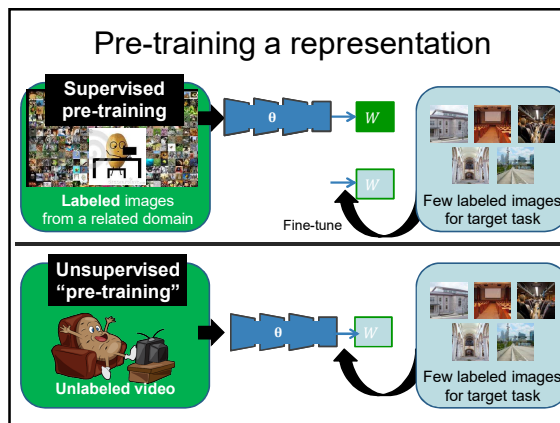 Pre-training a representation
Supervised
pre-training
θ
W
Labeled images
from a related domain
W
Fine-tune
Few labeled images
for target task
Unsupervised
“pre-training”
θ
W
Unlabeled video
Few labeled images
for target task